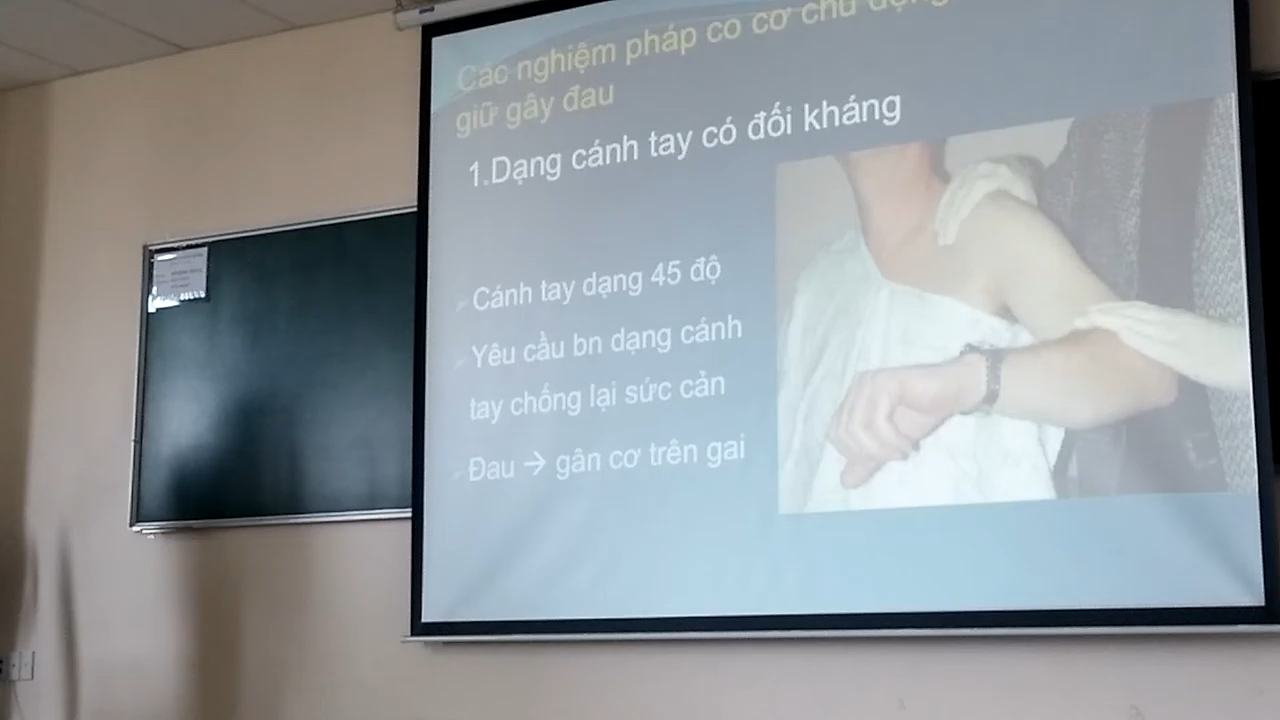 Các nghiệm pháp co cơ chủ động
giữ gây đau
1.Dạng cánh tay có đối kháng
Cánh tay dạng 45 độ
Yêu cầu bn dạng cánh
tay chống lại sức cản
Đau → gân cơ trên gai